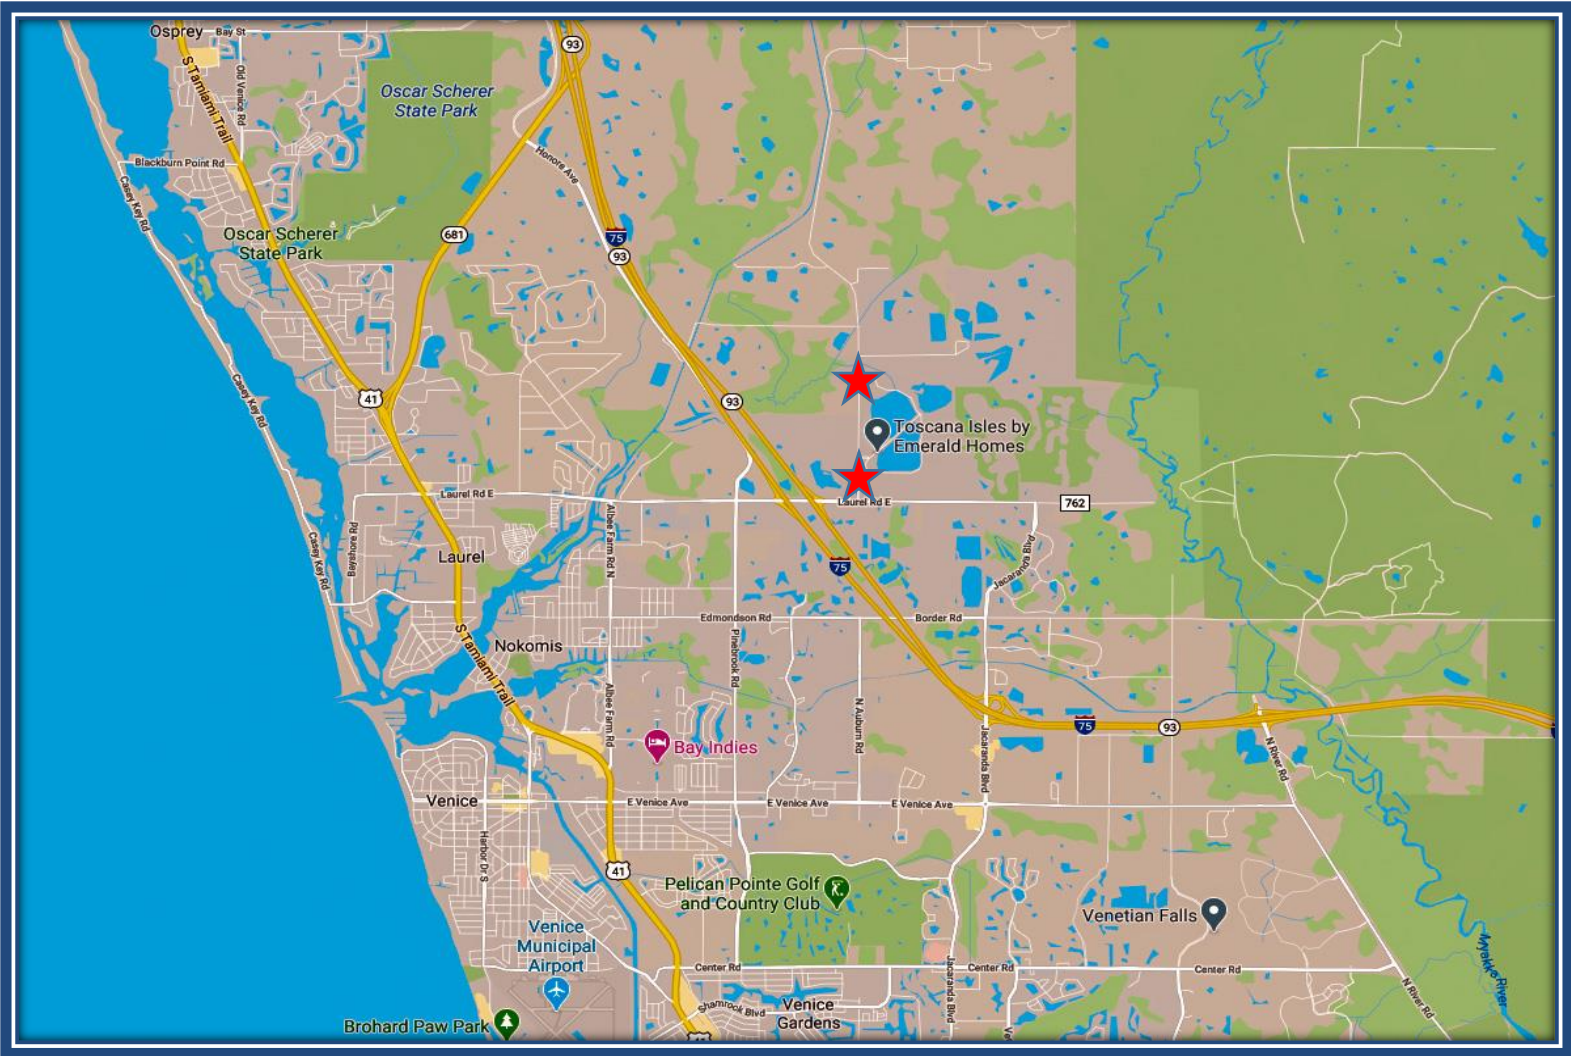 Osprey
Bay St
93
S Tamiami Trail
Old Venice Rd
Oscar Scherer
State Park
Honore Ave
Blackburn Point Rd
Casey Key Rd
681
Oscar Scherer
State Park
75
93
41
Casey Key Rd
93
Toscana Isles by
Emerald Homes
Laurel Rd E
Laurel Rd E
762
Albee Farm Rd N
Bayshore Rd
Casey Key Rd
Laurel
75
Jacaranda Blvd
Edmondson Rd
Border Rd
S Tamiami Trail
Nokomis
Pinebrook Rd
Albee Farm Rd
N Auburn Rd
Jacaranda Blvd
75
93
N River Rd
Bay Indies
Venice
E Venice Ave
E Venice Ave
E Venice Ave
Harbor Dr S
41
Pelican Pointe Golf
and Country Club
Venetian Falls
Venice
Municipal
Airport
Center Rd
Center Rd
Center Rd
Jacaranda Blvd
Myakka River
N River Rd
Shamrock Blvd
Venice
Gardens
Brohard Paw Park